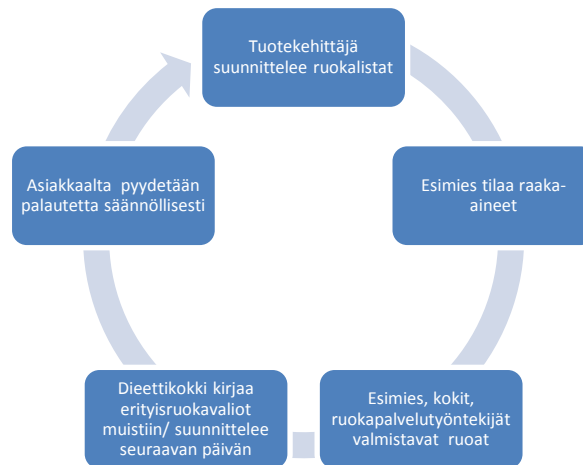 Tuotekehittäjä
suunnittelee ruokalistat
Esimies tilaa raaka-
aineet
Esimies, kokit,
ruokapalvelutyöntekijät
valmistavat ruoat
Dieettikokki kirjaa
erityisruokavaliot
muistiin/ suunnittelee
seuraavan päivän
Asiakkaalta pyydetään
palautetta säännöllisesti